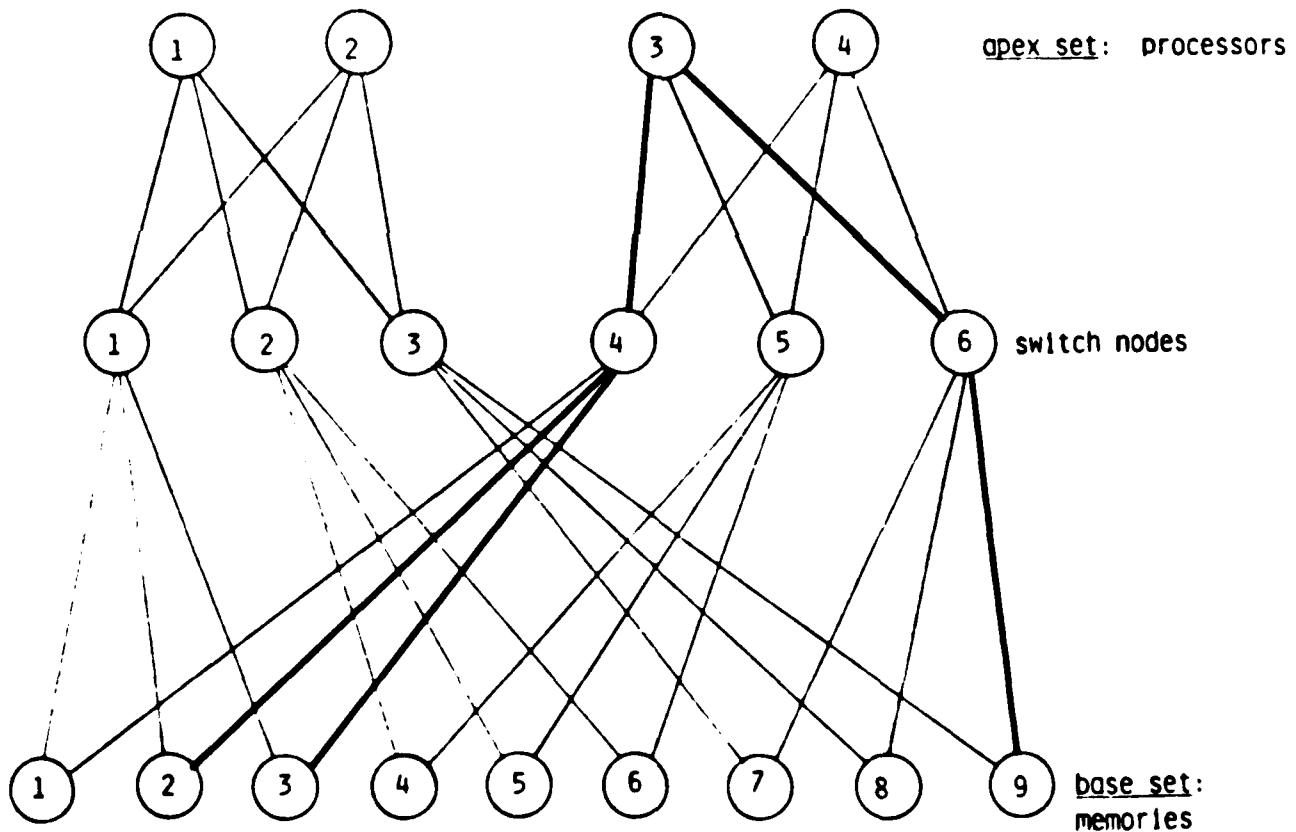 1 2 3 4 apex set: processors
1 2 3 4 5 6 switch nodes
1 2 3 4 5 6 7 8 9 base set:
memories